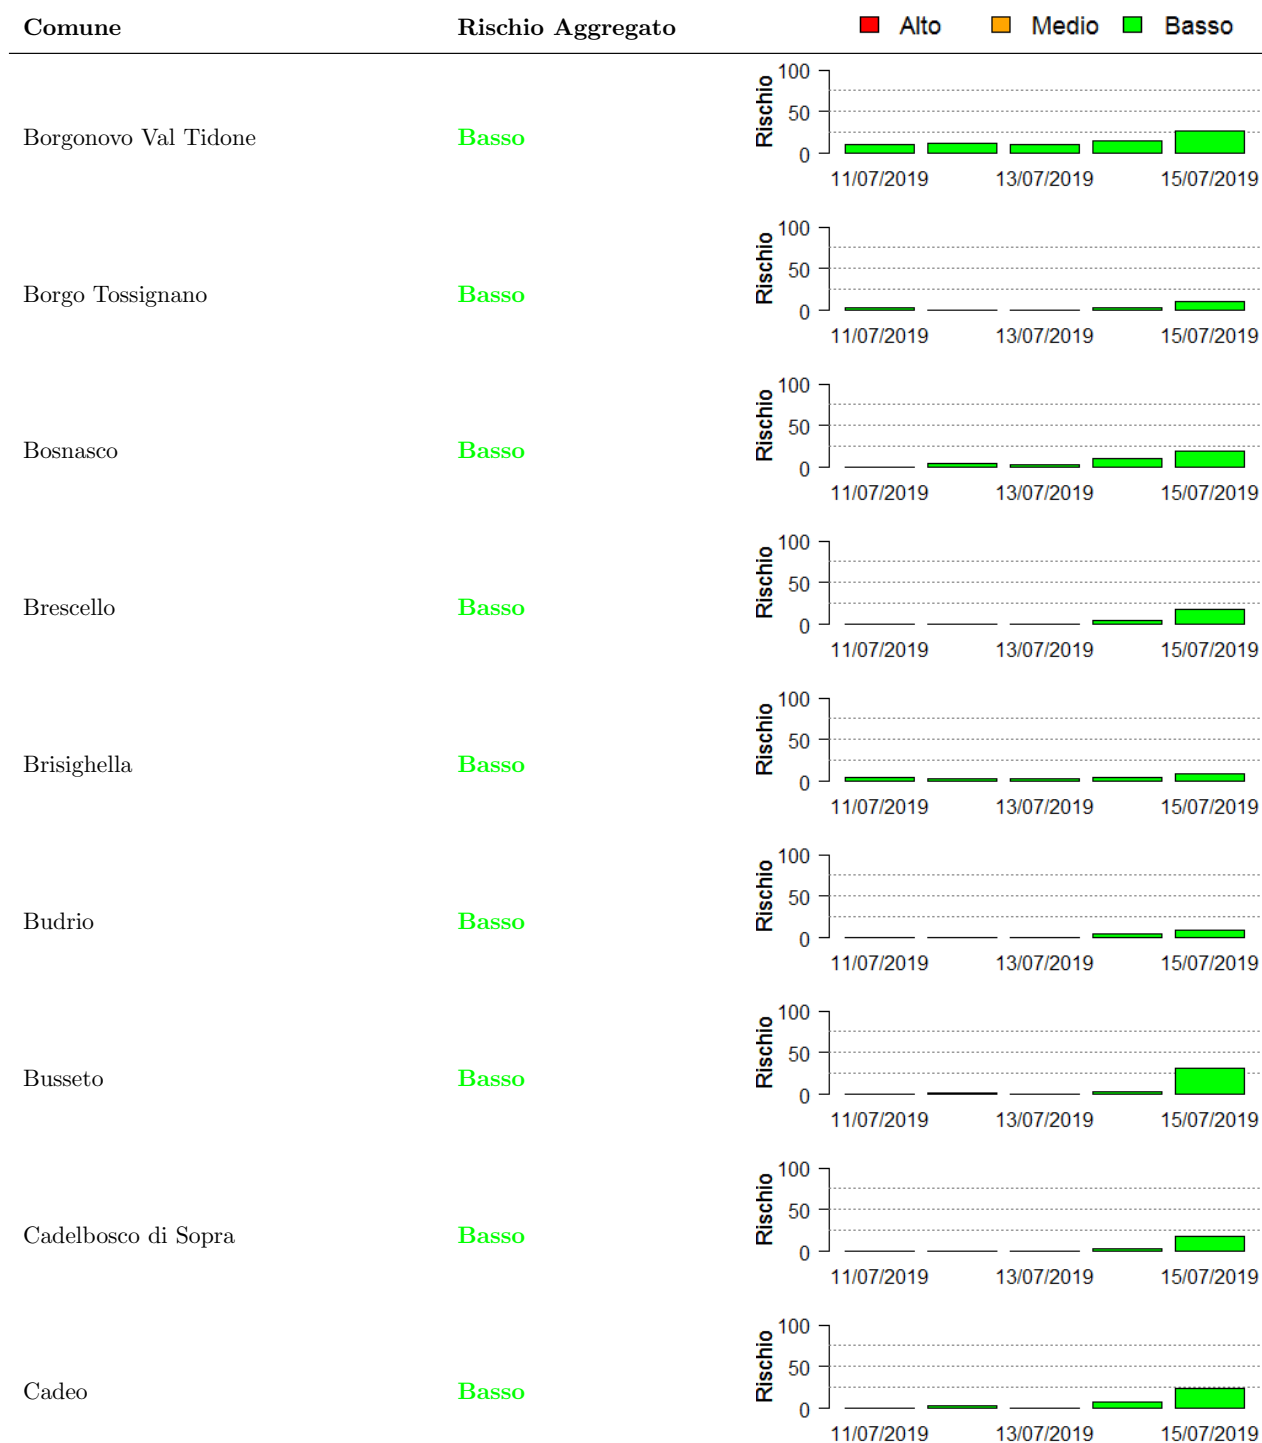 Comune Rischio Aggregato Alto Medio Basso
Borgonovo Val Tidone Basso
Rischio
100
50
0
11/07/2019 13/07/2019 15/07/2019
Borgo Tossignano Basso
Rischio
100
50
0
11/07/2019 13/07/2019 15/07/2019
Bosnasco Basso
Rischio
100
50
0
11/07/2019 13/07/2019 15/07/2019
Brescello Basso
Rischio
100
50
0
11/07/2019 13/07/2019 15/07/2019
Brisighella Basso
Rischio
100
50
0
11/07/2019 13/07/2019 15/07/2019
Budrio Basso
Rischio
100
50
0
11/07/2019 13/07/2019 15/07/2019
Busseto Basso
Rischio
100
50
0
11/07/2019 13/07/2019 15/07/2019
Cadelbosco di Sopra Basso
Rischio
100
50
0
11/07/2019 13/07/2019 15/07/2019
Cadeo Basso
Rischio
100
50
0
11/07/2019 13/07/2019 15/07/2019